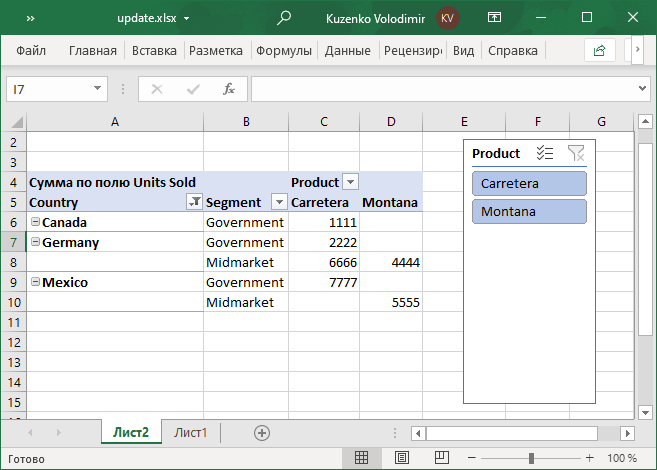 » update.xlsx Kuzenko Volodimir KV
Файл Главная Вставка Разметка Формулы Данные Рецензир Вид Справка
I7 fx
A B C D E F G
2
3
4 Сумма по полю Units Sold Product
5 Country Segment Carretera Montana
6 Canada Government 1111
7 Germany Government 2222
8 Midmarket 6666 4444
9 Mexico Government 7777
10 Midmarket 5555
11
12
13
14
15
Product
Carretera
Montana
Лист2 Лист1
Готово 100 %